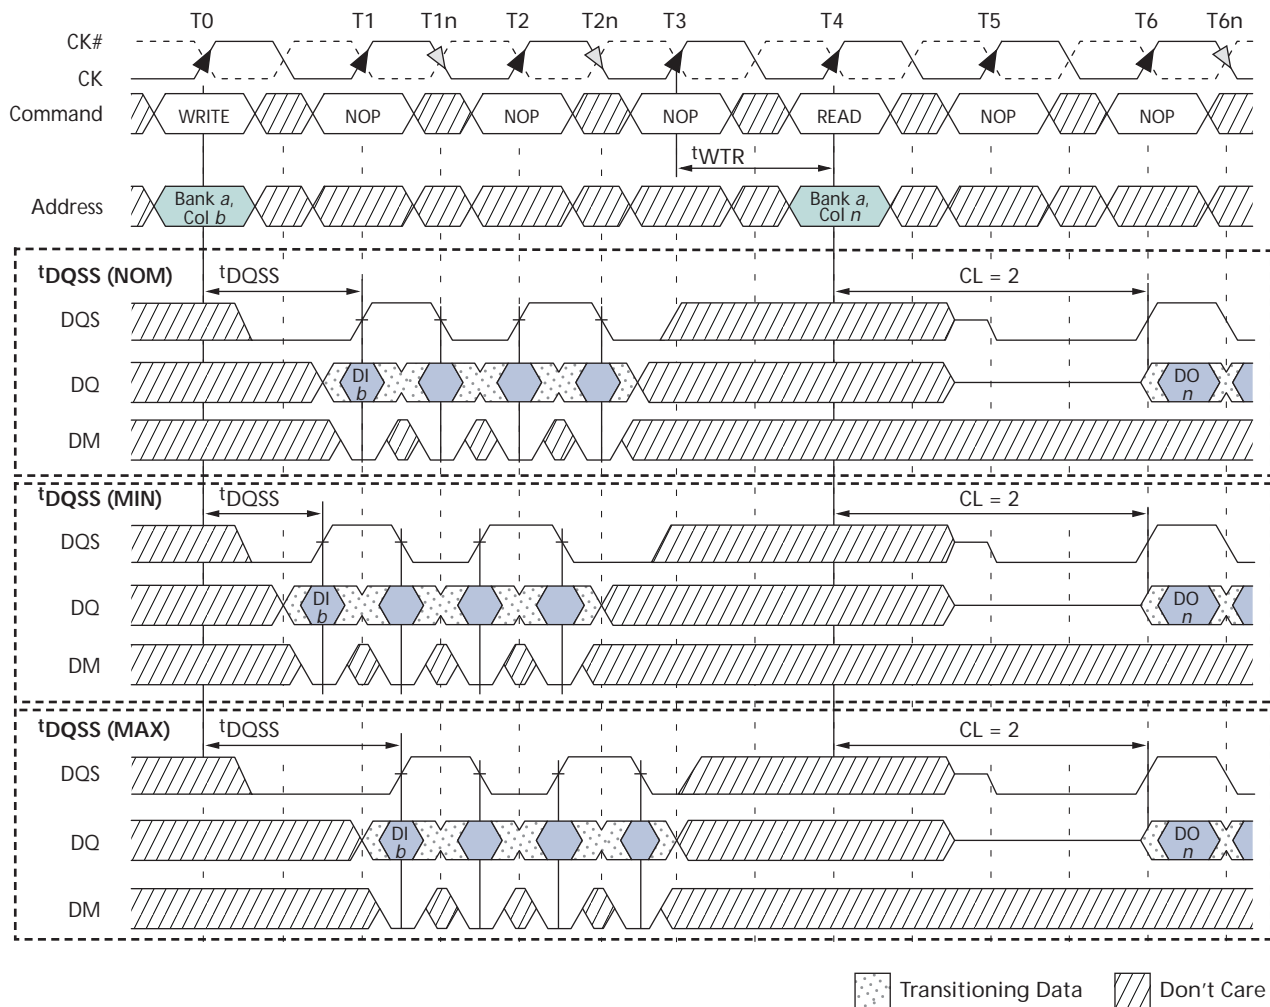 T0 T1 T1n T2 T2n T3 T4 T5 T6 T6n
CK#
CK
Command WRITE NOP NOP NOP READ NOP NOP
tWTR
Address Bank a, Col b Bank a, Col n
tDQSS (NOM) tDQSS CL = 2
DQS
DQ DI b DO n
DM
tDQSS (MIN) tDQSS CL = 2
DQS
DQ DI b DO n
DM
tDQSS (MAX) tDQSS CL = 2
DQS
DQ DI b DO n
DM
Transitioning Data Don't Care